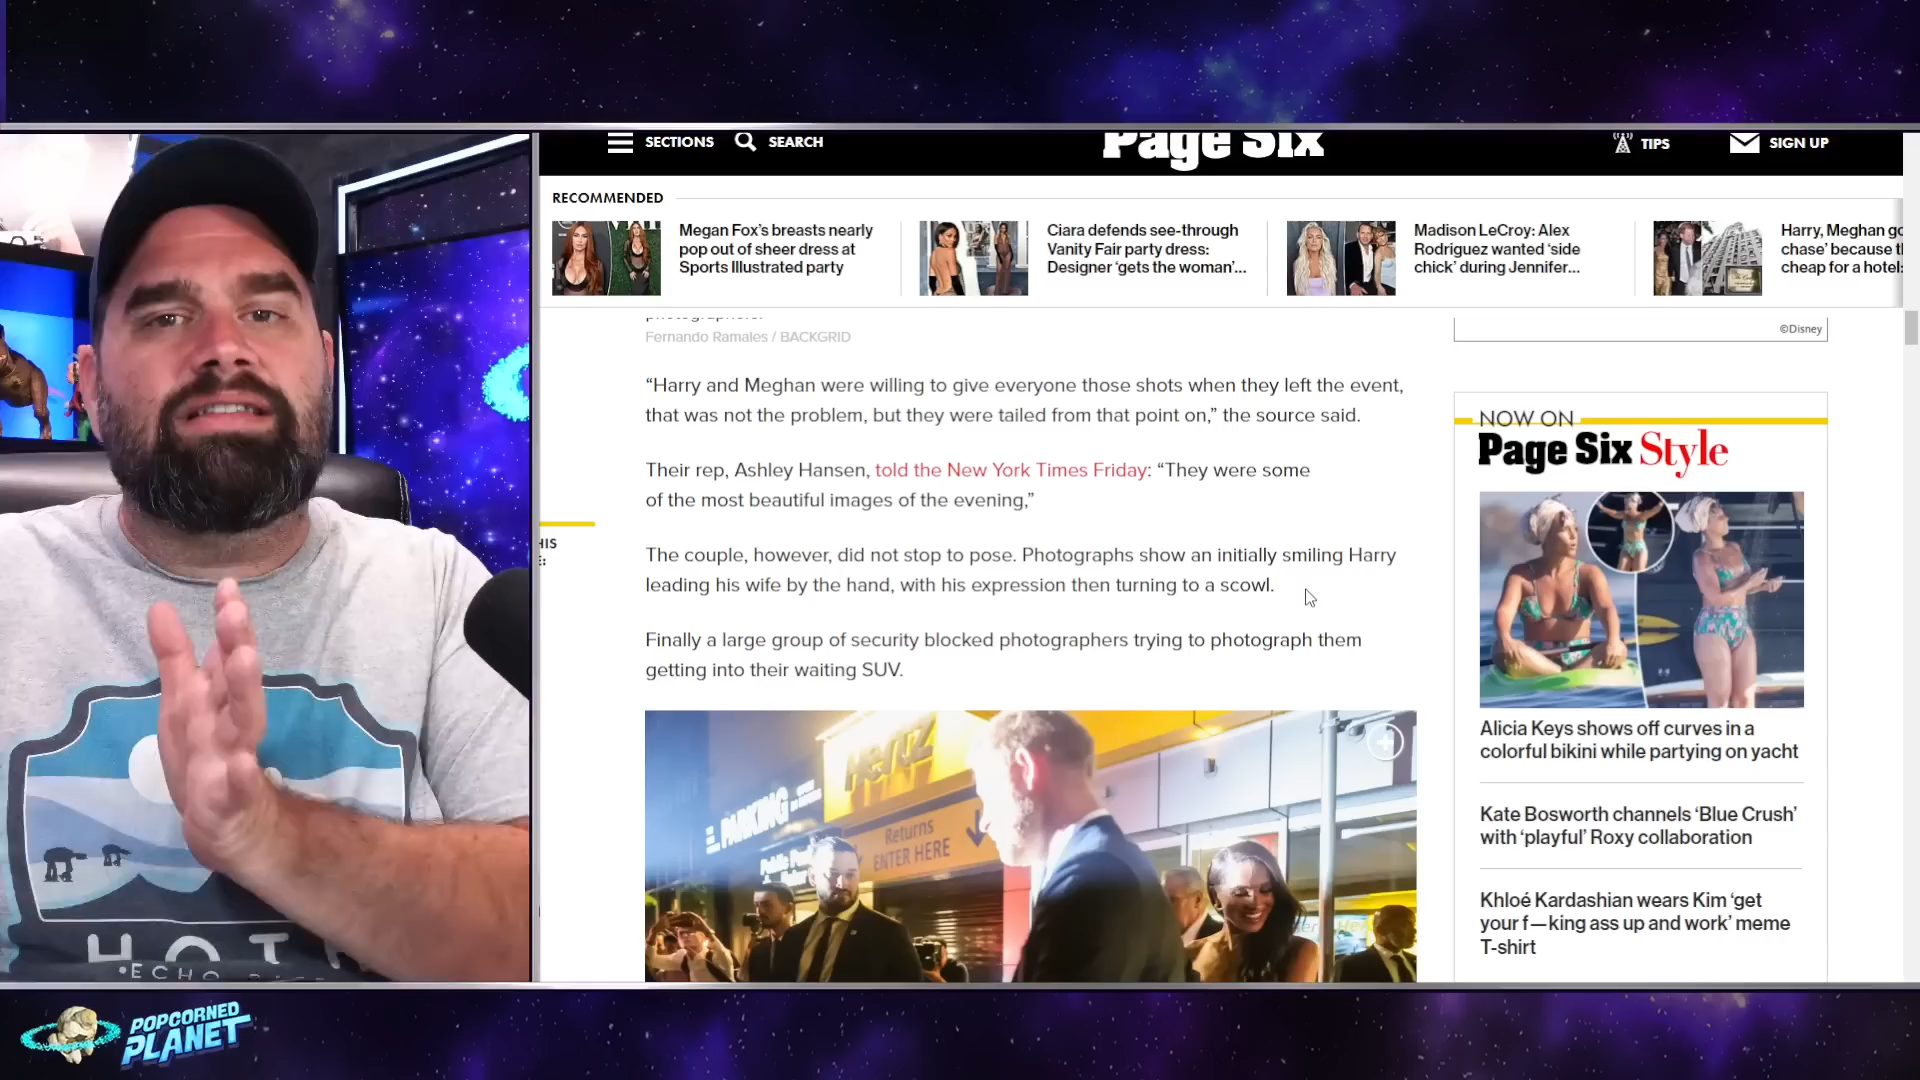 SECTIONS
SEARCH
Page Six
TIPS
SIGN UP
RECOMMENDED
Megan Fox’s breasts nearly
pop out of sheer dress at
Sports Illustrated party
Ciara defends see-through
Vanity Fair party dress:
Designer ‘gets the woman’...
Madison LeCroy: Alex
Rodriguez wanted ‘side
chick’ during Jennifer...
Harry, Meghan go
chase’ because t
cheap for a hotel:
Fernando Ramales / BACKGRID
©Disney
“Harry and Meghan were willing to give everyone those shots when they left the event,
that was not the problem, but they were tailed from that point on,” the source said.
Their rep, Ashley Hansen, told the New York Times Friday: “They were some
of the most beautiful images of the evening,”
The couple, however, did not stop to pose. Photographs show an initially smiling Harry
leading his wife by the hand, with his expression then turning to a scowl.
Finally a large group of security blocked photographers trying to photograph them
getting into their waiting SUV.
HIS
E:
NOW ON
Page Six Style
Alicia Keys shows off curves in a
colorful bikini while partying on yacht
Kate Bosworth channels ‘Blue Crush’
with ‘playful’ Roxy collaboration
Khloé Kardashian wears Kim ‘get
your f—king ass up and work’ meme
T-shirt
Hertz
PARKING
Returns
ENTER HERE
HOTH
ECHO
POPCORNED
PLANET